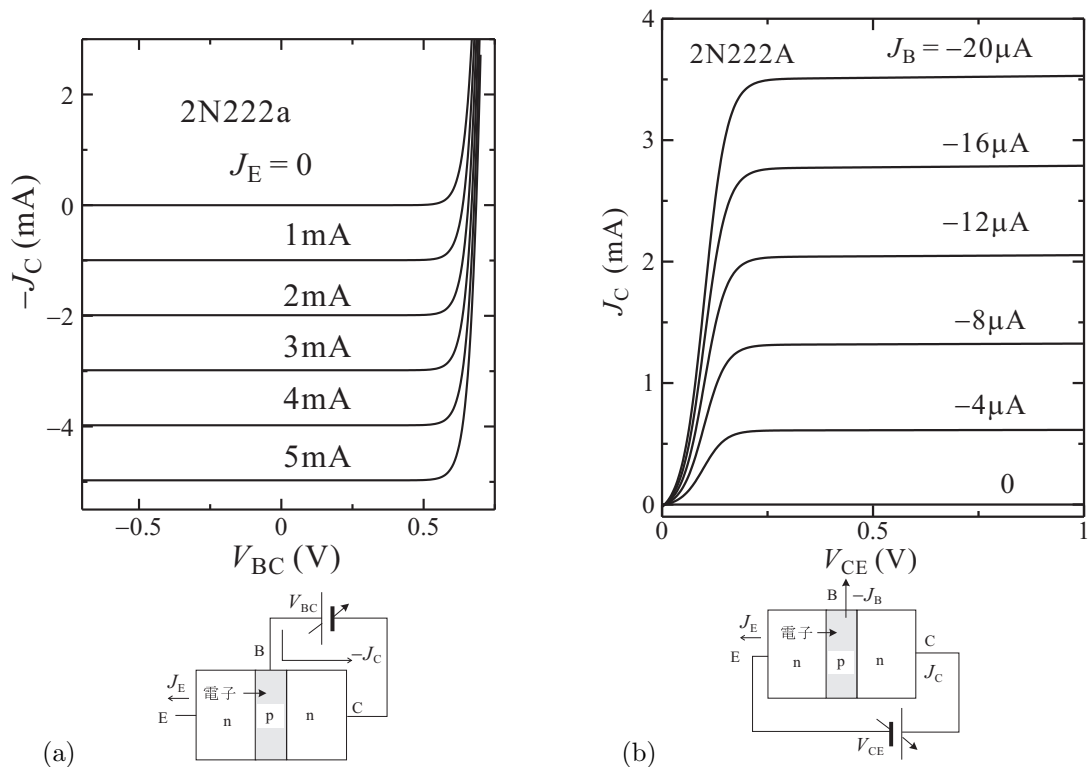 2N222a
J_E = 0
1mA
2mA
3mA
4mA
5mA
2
0
−2
−4
−J_C (mA)
−0.5
0
0.5
V_BC (V)
V_BC
B
−J_C
J_E
電子
E
n
p
n
C
(a)
2N222A
J_B = −20μA
−16μA
−12μA
−8μA
−4μA
0
4
3
2
1
0
J_C (mA)
0
0.5
1
V_CE (V)
B
−J_B
J_E
電子
C
E
n
p
n
J_C
V_CE
(b)